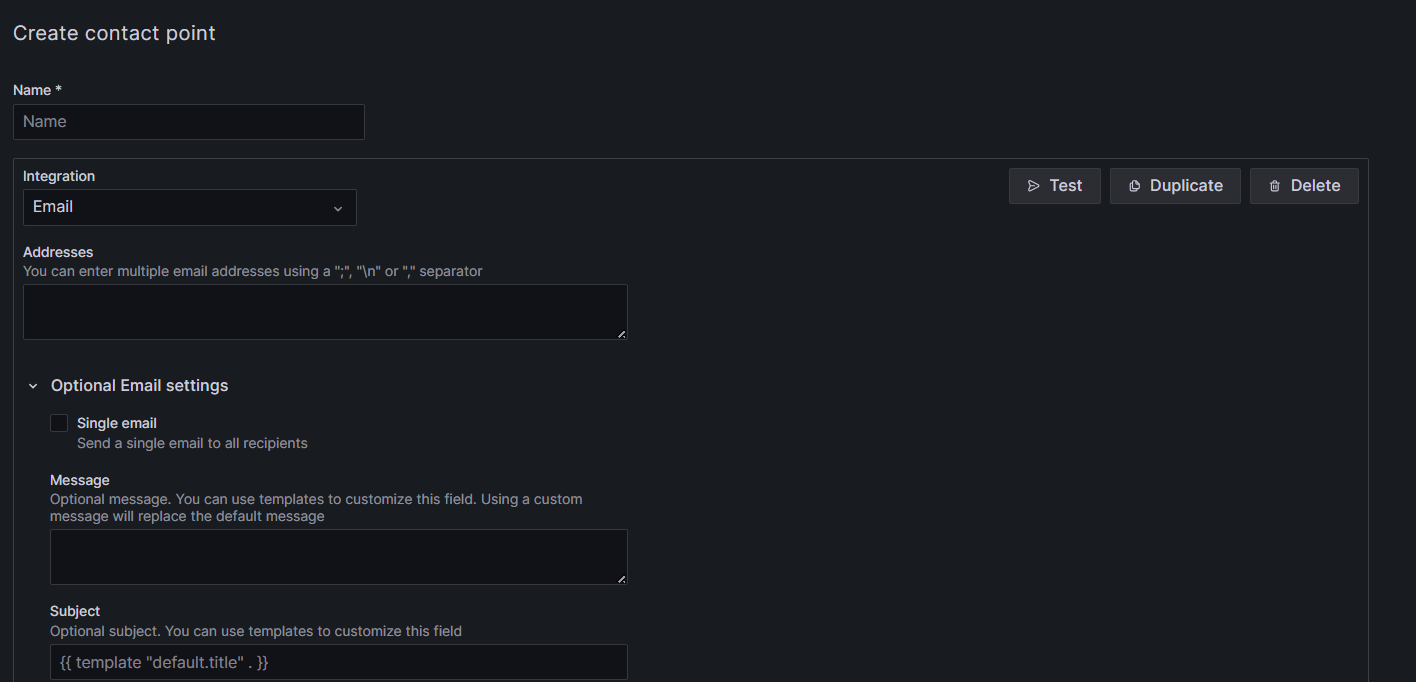 Create contact point
Name *
Name
Integration
Test
Duplicate
Delete
Email
Addresses
You can enter multiple email addresses using a ";", "\n" or "," separator
Optional Email settings
Single email
Send a single email to all recipients
Message
Optional message. You can use templates to customize this field. Using a custom
message will replace the default message
Subject
Optional subject. You can use templates to customize this field
{{ template "default.title" . }}